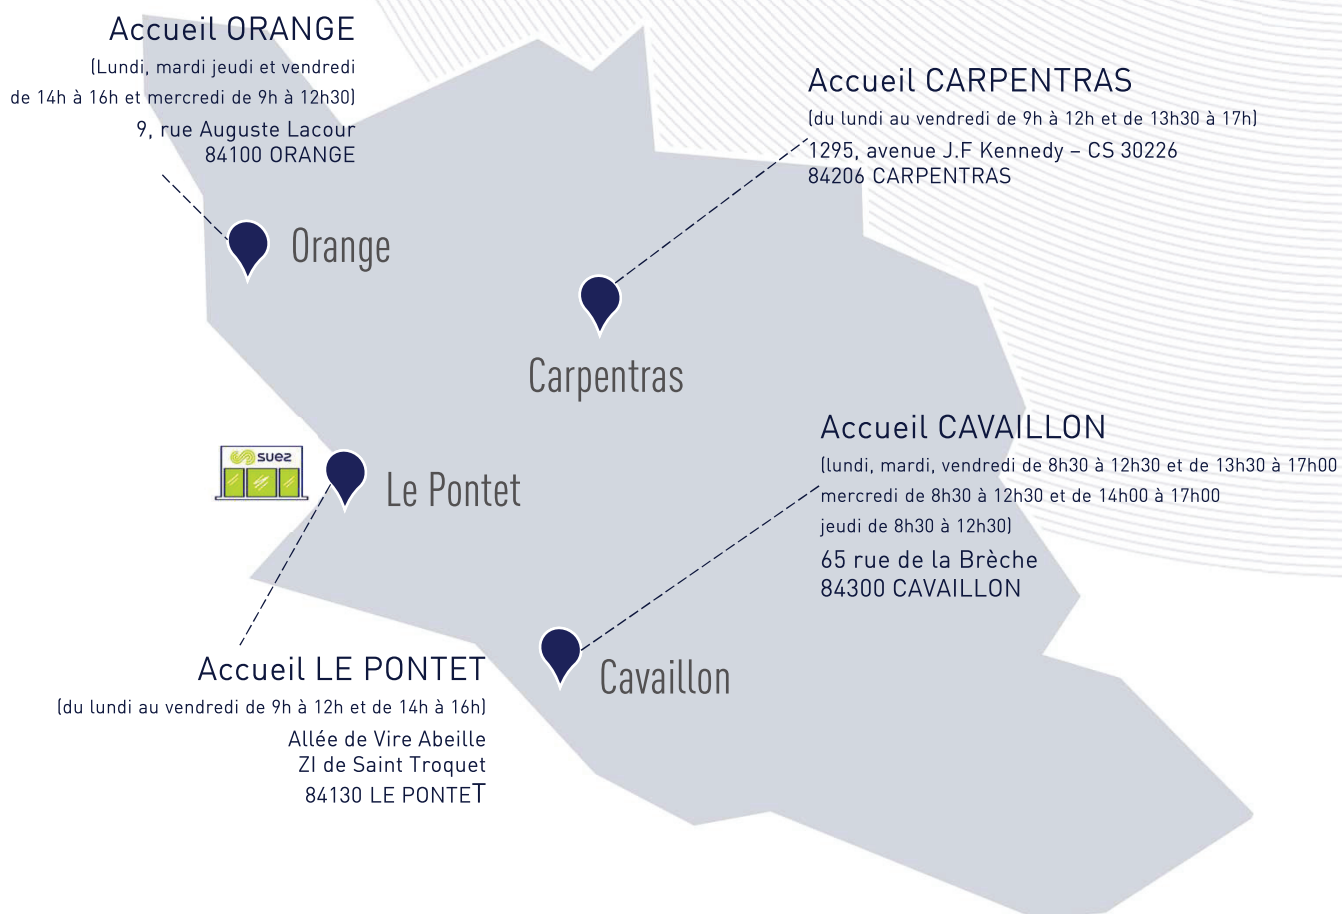 Accueil ORANGE
(Lundi, mardi jeudi et vendredi
de 14h à 16h et mercredi de 9h à 12h30)
9, rue Auguste Lacour
84100 ORANGE
Accueil CARPENTRAS
(du lundi au vendredi de 9h à 12h et de 13h30 à 17h)
1295, avenue J.F Kennedy – CS 30226
84206 CARPENTRAS
Orange
Carpentras
Accueil CAVAILLON
(lundi, mardi, vendredi de 8h30 à 12h30 et de 13h30 à 17h00
mercredi de 8h30 à 12h30 et de 14h00 à 17h00
jeudi de 8h30 à 12h30)
65 rue de la Brèche
84300 CAVAILLON
suez
Le Pontet
Cavaillon
Accueil LE PONTET
(du lundi au vendredi de 9h à 12h et de 14h à 16h)
Allée de Vire Abeille
ZI de Saint Troquet
84130 LE PONTET